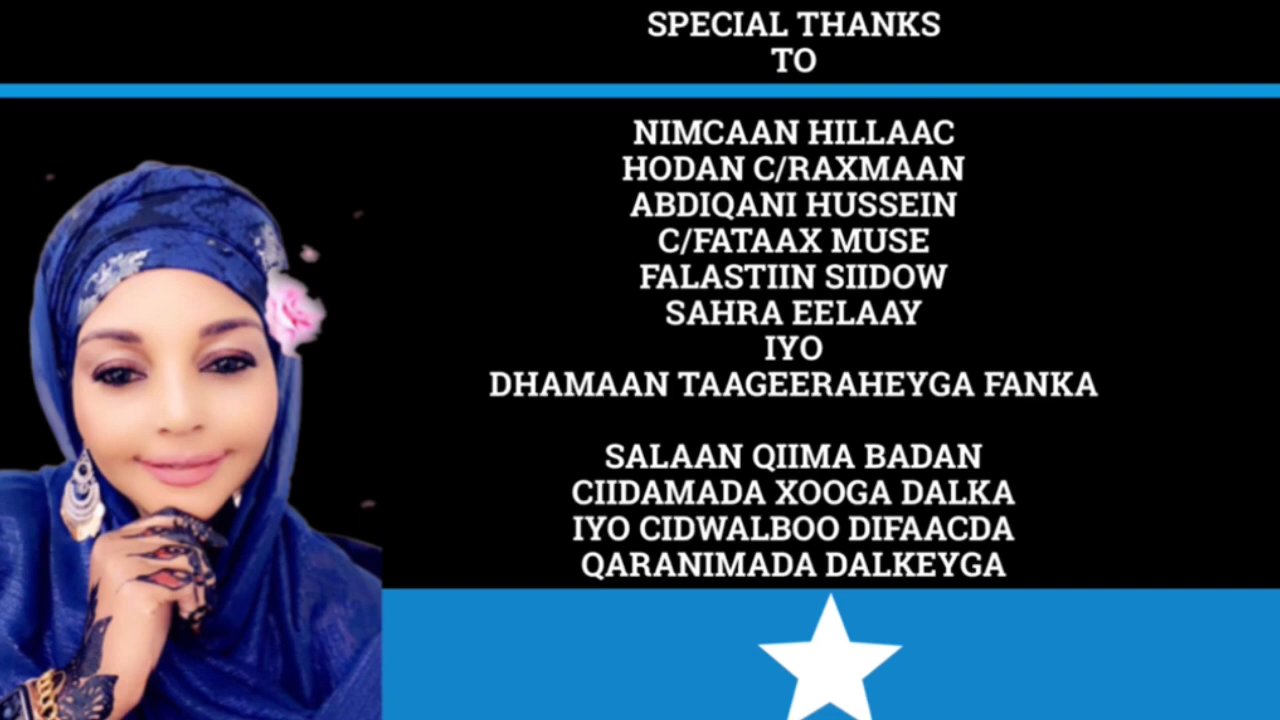 SPECIAL THANKS
TO
NIMCAAN HILLAAC
HODAN C/RAXMAAN
ABDIQANI HUSSEIN
C/FATAAX MUSE
FALASTIIN SIIDOW
SAHRA EELAAY
IYO
DHAMAAN TAAGEERAHEYGA FANKA
SALAAN QIIMA BADAN
CIIDAMADA XOOGA DALKA
IYO CIDWALBOO DIFAACDA
QARANIMADA DALKEYGA